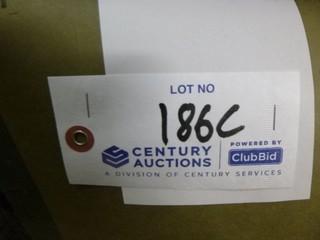 LOT NO
186C
CENTURY AUCTIONS
POWERED BY
ClubBid
A DIVISION OF CENTURY SERVICES